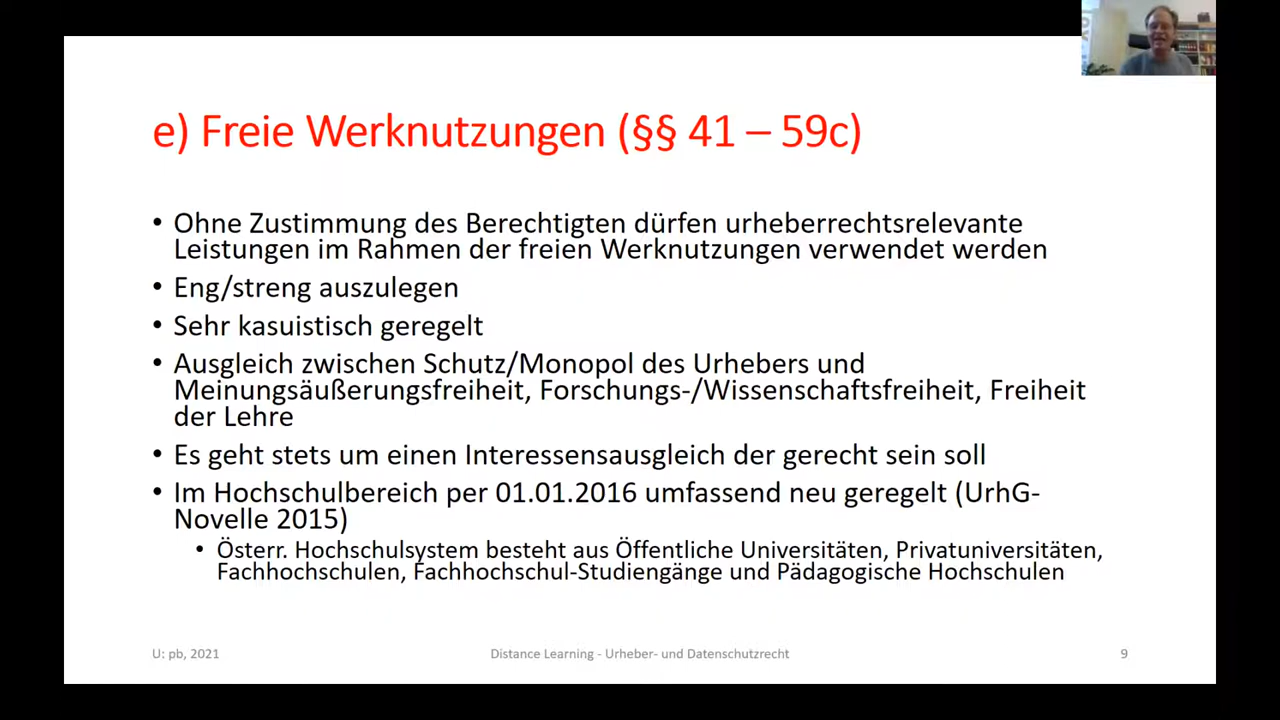 e) Freie Werknutzungen (§§ 41 – 59c)
• Ohne Zustimmung des Berechtigten dürfen urheberrechtsrelevante
Leistungen im Rahmen der freien Werknutzungen verwendet werden
• Eng/streng auszulegen
• Sehr kasuistisch geregelt
• Ausgleich zwischen Schutz/Monopol des Urhebers und
Meinungsäußerungsfreiheit, Forschungs-/Wissenschaftsfreiheit, Freiheit
der Lehre
• Es geht stets um einen Interessensausgleich der gerecht sein soll
• Im Hochschulbereich per 01.01.2016 umfassend neu geregelt (UrhG-
Novelle 2015)
• Österr. Hochschulsystem besteht aus Öffentliche Universitäten, Privatuniversitäten,
Fachhochschulen, Fachhochschul-Studiengänge und Pädagogische Hochschulen
U: pb, 2021
Distance Learning - Urheber- und Datenschutzrecht
9